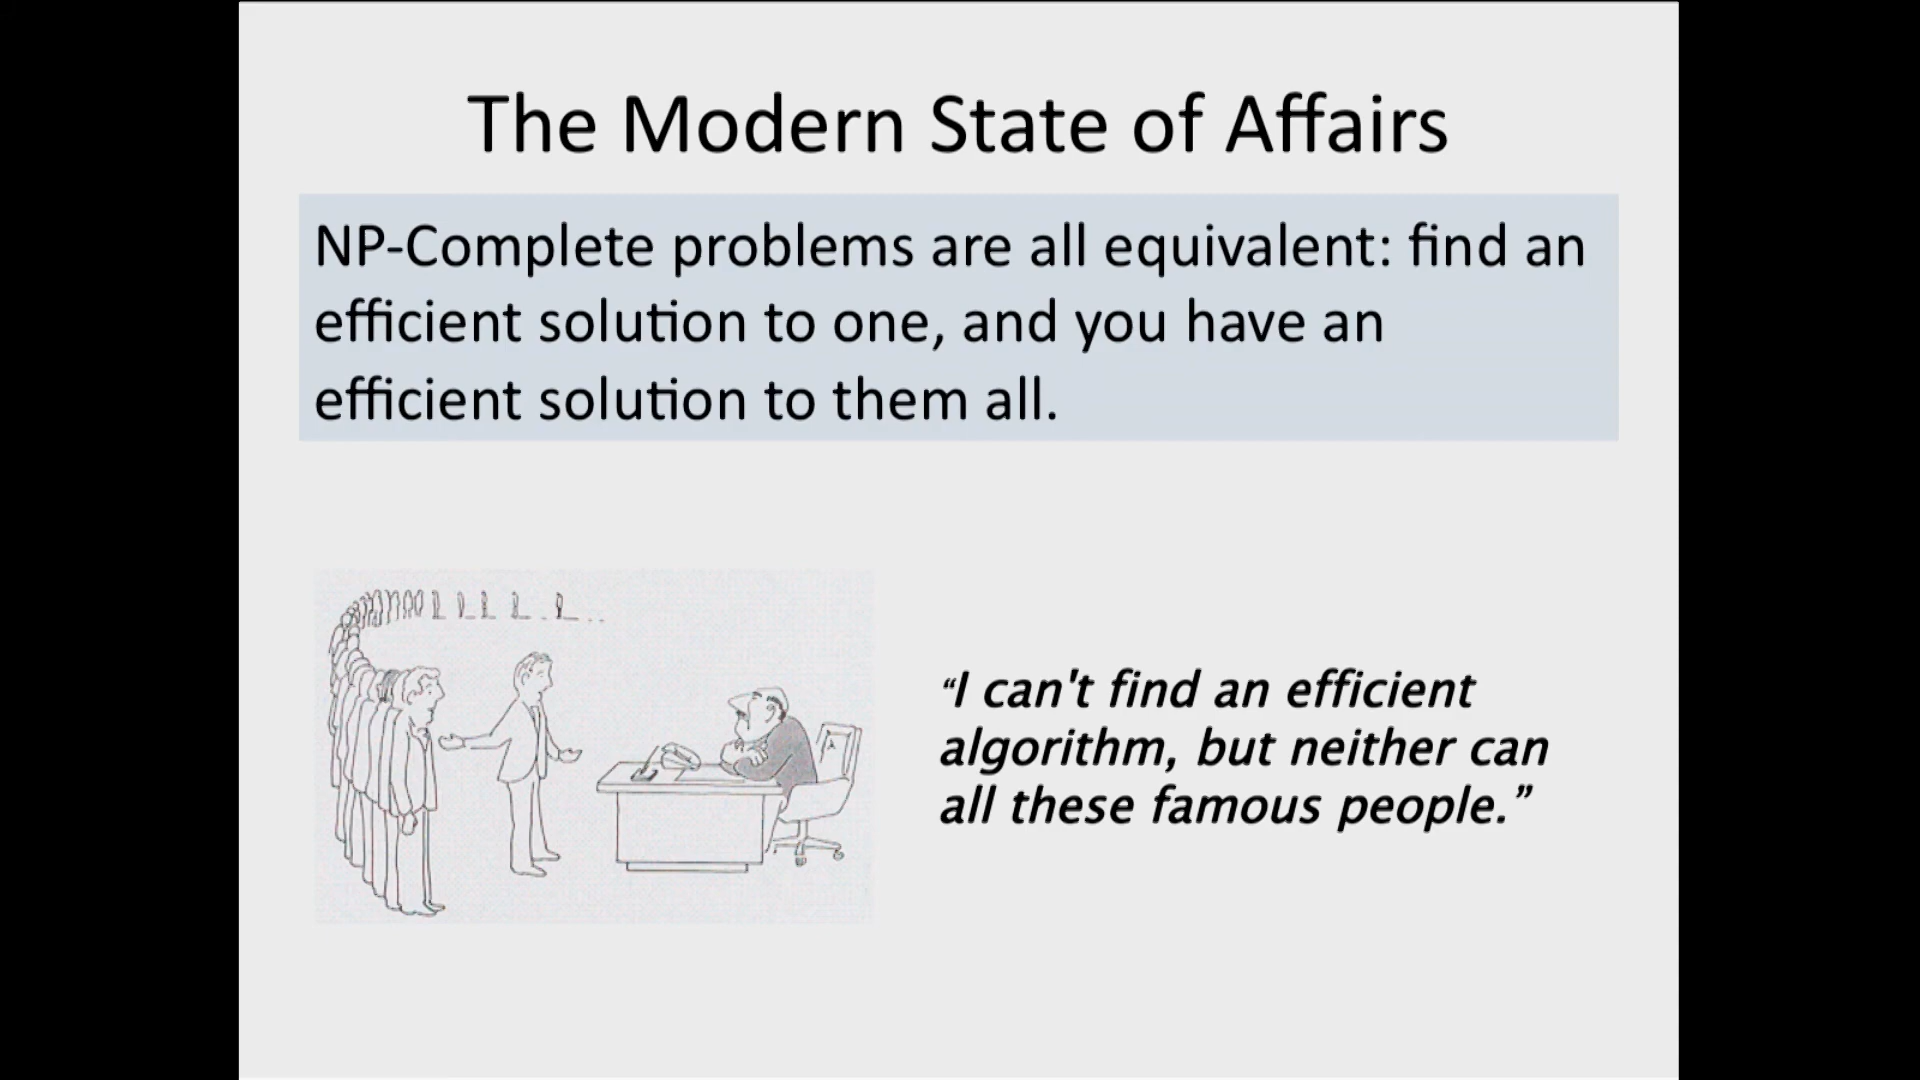 The Modern State of Affairs
NP-Complete problems are all equivalent: find an
efficient solution to one, and you have an
efficient solution to them all.
“I can't find an efficient
algorithm, but neither can
all these famous people.”